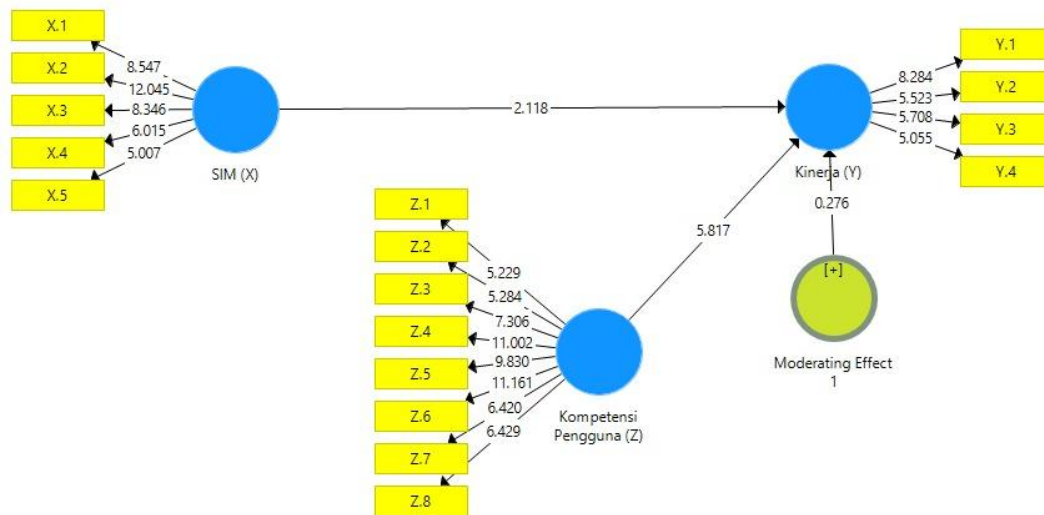 X.1
X.2
X.3
X.4
X.5
8.547
12.045
8.346
6.015
5.007
SIM (X)
2.118
Y.1
Y.2
Y.3
Y.4
8.284
5.523
5.708
5.055
Kinerja (Y)
Z.1
Z.2
Z.3
Z.4
Z.5
Z.6
Z.7
Z.8
5.229
5.284
7.306
11.002
9.830
11.161
6.420
6.429
Kompetensi
Pengguna (Z)
5.817
0.276
[+]
Moderating Effect
1